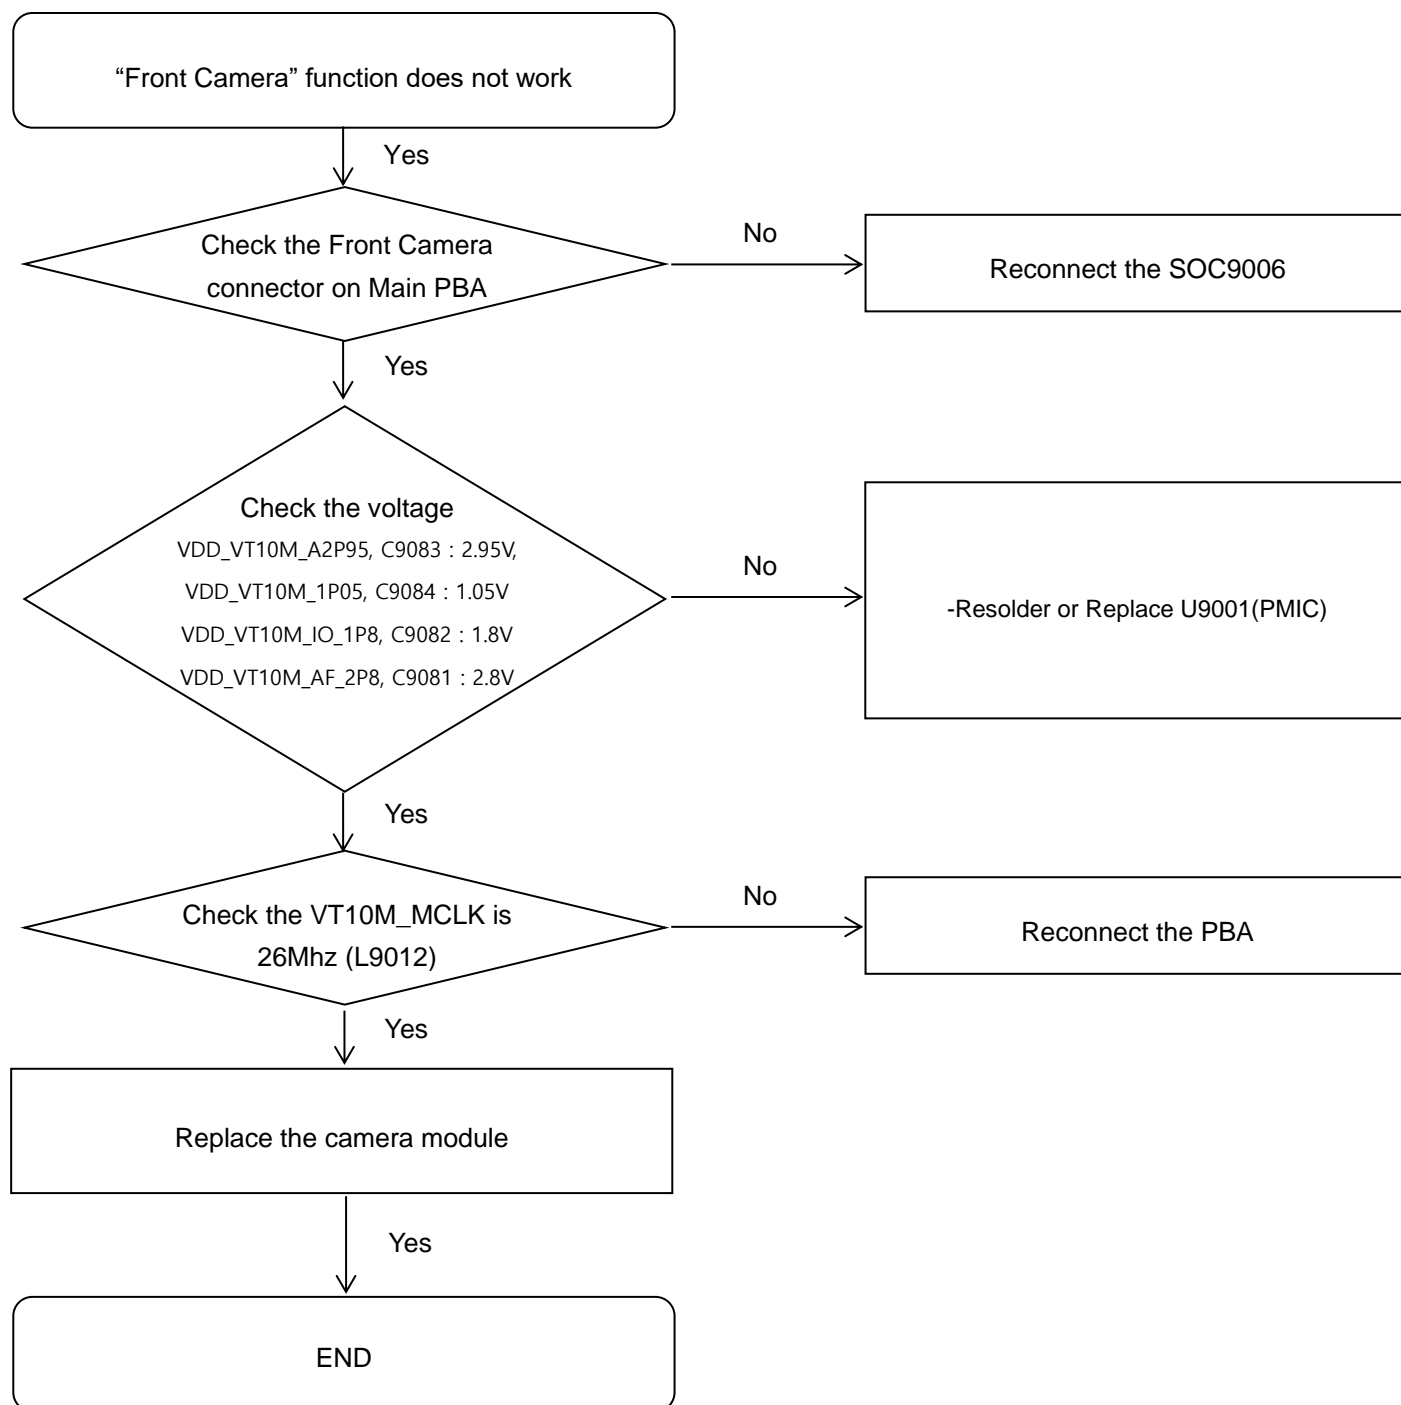 “Front Camera” function does not work
Yes
Check the Front Camera
connector on Main PBA
No
Reconnect the SOC9006
Yes
Check the voltage
VDD_VT10M_A2P95, C9083 : 2.95V,
VDD_VT10M_1P05, C9084 : 1.05V
VDD_VT10M_IO_1P8, C9082 : 1.8V
VDD_VT10M_AF_2P8, C9081 : 2.8V
No
-Resolder or Replace U9001(PMIC)
Yes
Check the VT10M_MCLK is
26Mhz (L9012)
No
Reconnect the PBA
Yes
Replace the camera module
Yes
END